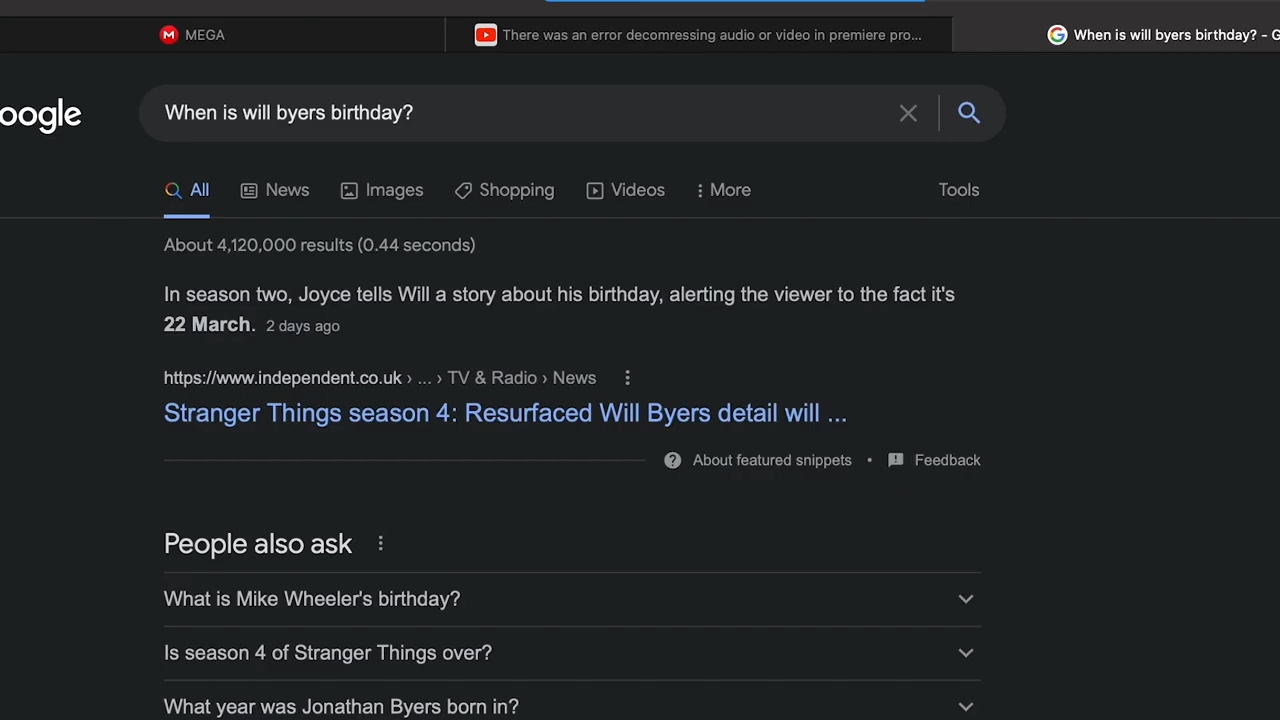 MEGA
There was an error decomressing audio or video in premiere pro...
When is will byers birthday? - G
oogle
When is will byers birthday?
All
News
Images
Shopping
Videos
More
Tools
About 4,120,000 results (0.44 seconds)
In season two, Joyce tells Will a story about his birthday, alerting the viewer to the fact it's
22 March. 2 days ago
https://www.independent.co.uk › ... › TV & Radio › News
Stranger Things season 4: Resurfaced Will Byers detail will ...
About featured snippets • Feedback
People also ask
What is Mike Wheeler's birthday?
Is season 4 of Stranger Things over?
What year was Jonathan Byers born in?